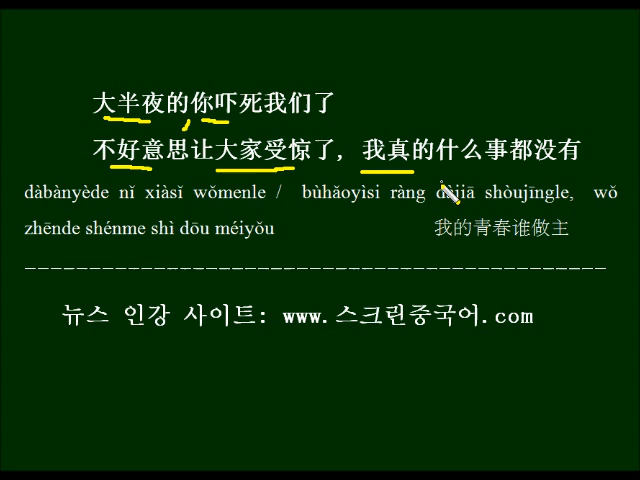 大半夜的你吓死我们了
不好意思让大家受惊了，我真的什么事都没有
dàbànyède nǐ xiàsǐ wǒmenle / bùhǎoyìsi ràng dàjiā shòujīngle, wǒ
zhēnde shénme shì dōu méiyǒu 我的青春谁做主
뉴스 인강 사이트: www.스크린중국어.com